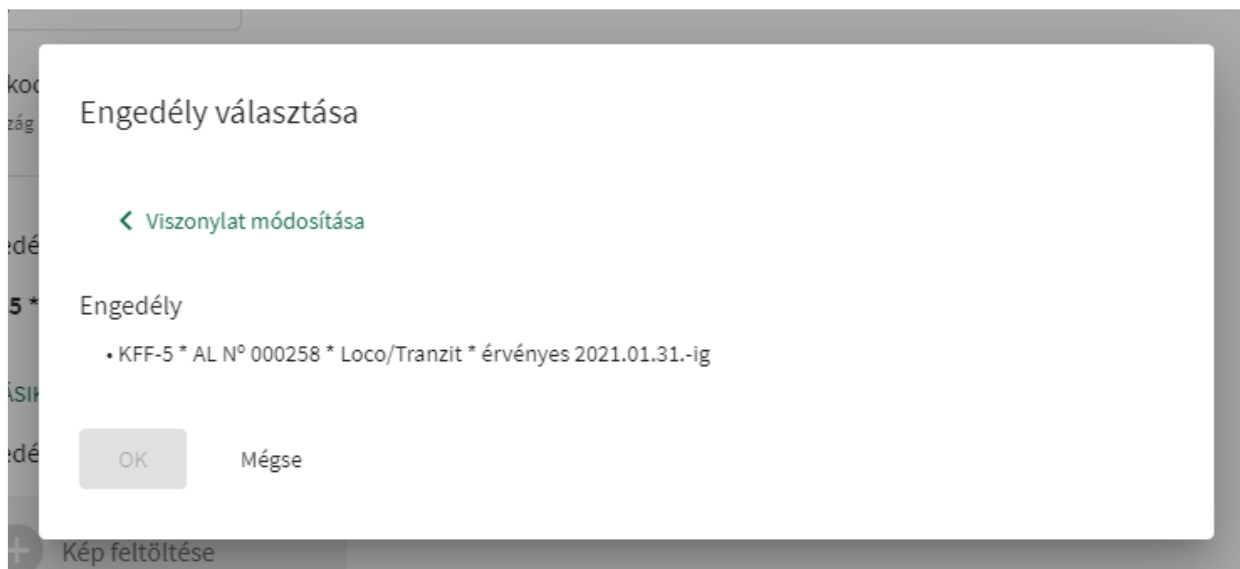 Engedély választása
Viszonylat módosítása
Engedély
• KFF-5 * AL Nº 000258 * Loco/Tranzit * érvényes 2021.01.31.-ig
OK Mégse
Kép feltöltése